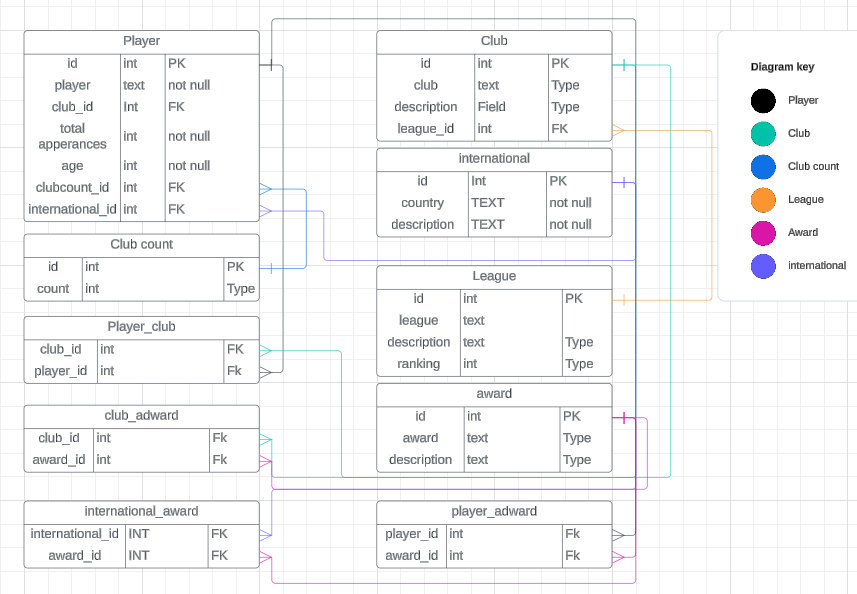 Player
id int PK
player text not null
club_id Int FK
total
apperances int not null
age int not null
clubcount_id int FK
international_id int FK
Club count
id int PK
count int Type
Player_club
club_id int FK
player_id int Fk
club_adward
club_id int Fk
award_id int Fk
international_award
international_id INT FK
award_id INT FK
Club
id int PK
club text Type
description Field Type
league_id int FK
international
id Int PK
country TEXT not null
description TEXT not null
League
id int PK
league text
description text Type
ranking int Type
award
id int PK
award text Type
description text Type
player_adward
player_id int Fk
award_id int Fk
Diagram key
Player
Club
Club count
League
Award
international